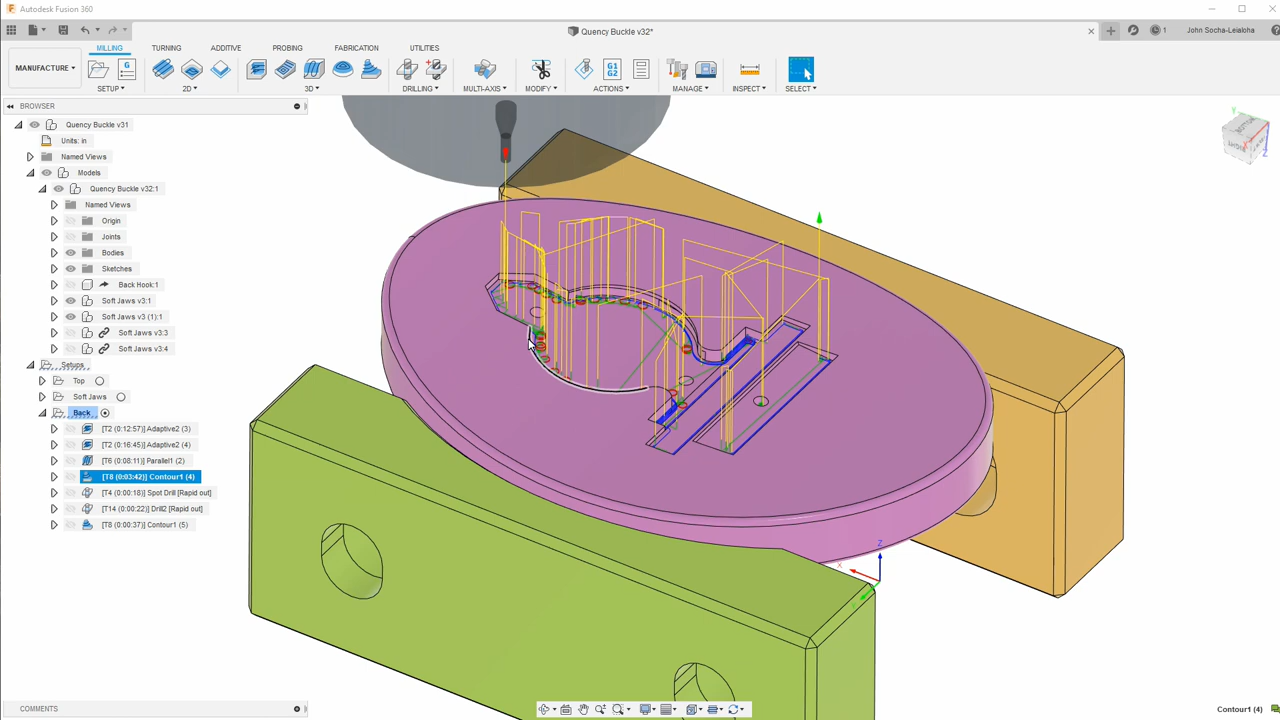 Autodesk Fusion 360
Quency Buckle v32*
1
John Socha-Leialoha
MILLING
TURNING
ADDITIVE
PROBING
FABRICATION
UTILITIES
MANUFACTURE
SETUP
2D
3D
DRILLING
MULTI-AXIS
MODIFY
ACTIONS
MANAGE
INSPECT
SELECT
G
G1
G2
BROWSER
Quency Buckle v31
Units: in
Named Views
Models
Quency Buckle v32:1
Named Views
Origin
Joints
Bodies
Sketches
Back Hook:1
Soft Jaws v3:1
Soft Jaws v3 (1):1
Soft Jaws v3:3
Soft Jaws v3:4
Setups
Top
Soft Jaws
Back
[T2 (0:12:57)] Adaptive2 (3)
[T2 (0:16:45)] Adaptive2 (4)
[T6 (0:08:11)] Parallel1 (2)
[T8 (0:03:42)] Contour1 (4)
[T4 (0:00:18)] Spot Drill [Rapid out]
[T14 (0:00:22)] Drill2 [Rapid out]
[T8 (0:00:37)] Contour1 (5)
Z
X
Y
BOTTOM
RIGHT
Y
Z
COMMENTS
Contour1 (4)